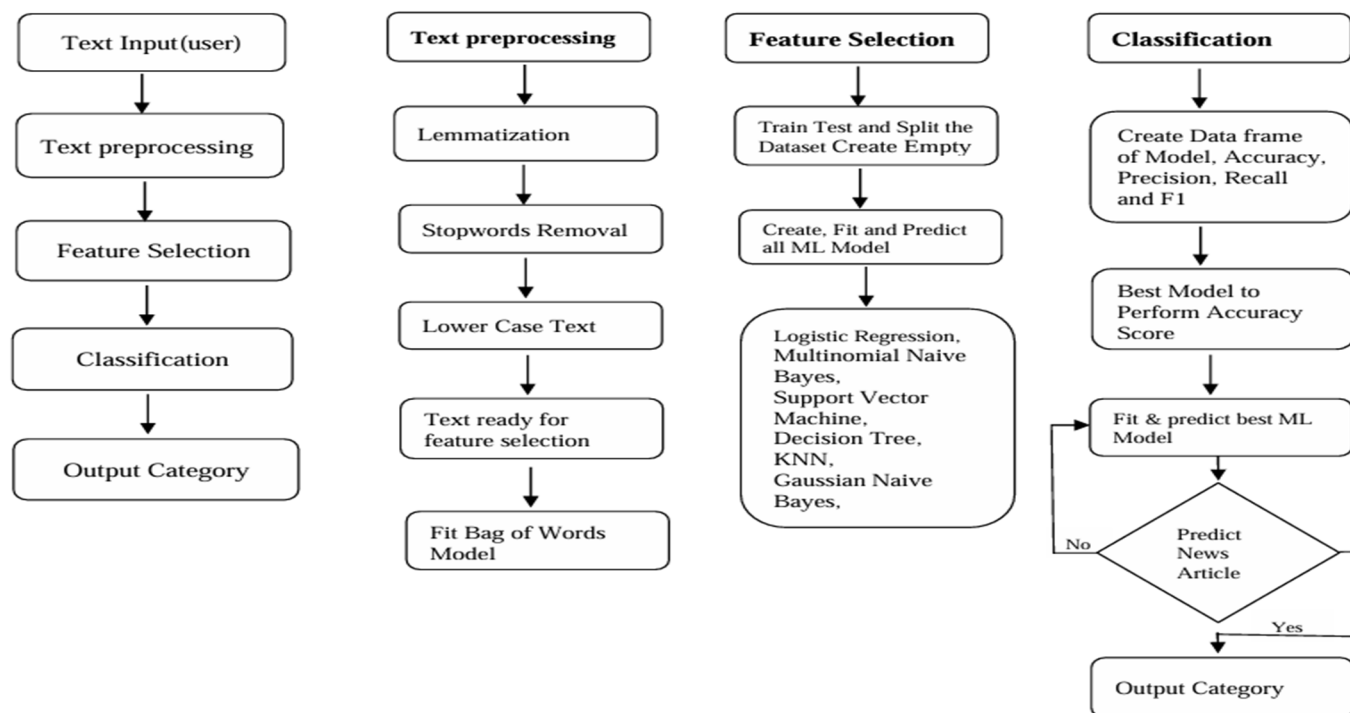 Text Input(user)
Text preprocessing
Feature Selection
Classification
Output Category
Text preprocessing
Lemmatization
Stopwords Removal
Lower Case Text
Text ready for
feature selection
Fit Bag of Words
Model
Feature Selection
Train Test and Split the
Dataset Create Empty
Create, Fit and Predict
all ML Model
Logistic Regression,
Multinomial Naive
Bayes,
Support Vector
Machine,
Decision Tree,
KNN,
Gaussian Naive
Bayes,
Classification
Create Data frame
of Model, Accuracy,
Precision, Recall
and F1
Best Model to
Perform Accuracy
Score
Fit & predict best ML
Model
Predict
News
Article
No
Yes
Output Category